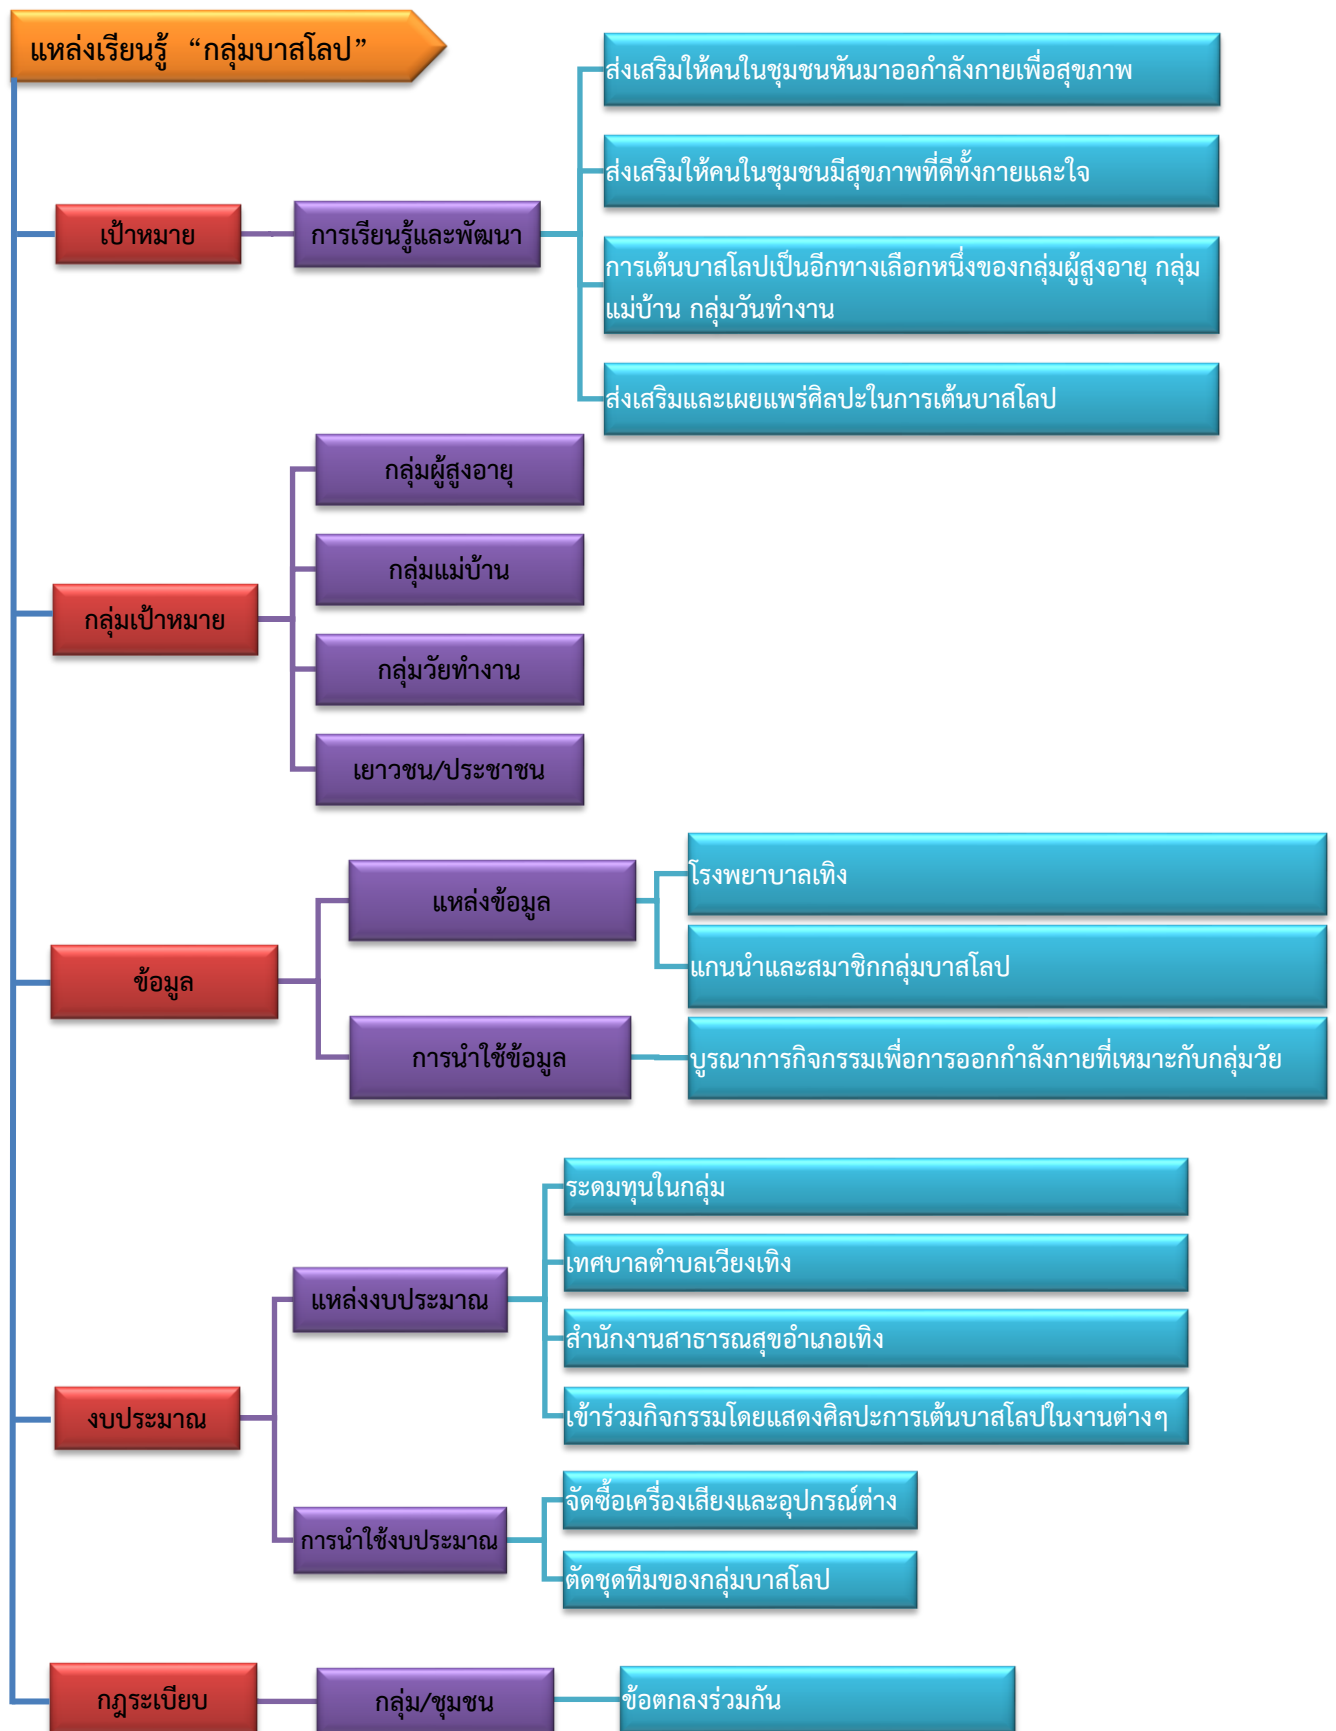 แหล่งเรียนรู้ “กลุ่มบาสโลป”
ส่งเสริมให้คนในชุมชนหันมาออกำลังกายเพื่อสุขภาพ
ส่งเสริมให้คนในชุมชนมีสุขภาพที่ดีทั้งกายและใจ
เป้าหมาย
การเรียนรู้และพัฒนา
การเต้นบาสโลปเป็นอีกทางเลือกหนึ่งของกลุ่มผู้สูงอายุ กลุ่ม
แม่บ้าน กลุ่มวันทำงาน
ส่งเสริมและเผยแพร่ศิลปะในการเต้นบาสโลป
กลุ่มเป้าหมาย
กลุ่มผู้สูงอายุ
กลุ่มแม่บ้าน
กลุ่มวัยทำงาน
เยาวชน/ประชาชน
ข้อมูล
แหล่งข้อมูล
โรงพยาบาลเทิง
แกนนำและสมาชิกกลุ่มบาสโลป
การนำใช้ข้อมูล
บูรณาการกิจกรรมเพื่อการออกกำลังกายที่เหมาะกับกลุ่มวัย
งบประมาณ
แหล่งงบประมาณ
ระดมทุนในกลุ่ม
เทศบาลตำบลเวียงเทิง
สำนักงานสาธารณสุขอำเภอเทิง
เข้าร่วมกิจกรรมโดยแสดงศิลปะการเต้นบาสโลปในงานต่างๆ
การนำใช้งบประมาณ
จัดซื้อเครื่องเสียงและอุปกรณ์ต่าง
ตัดชุดทีมของกลุ่มบาสโลป
กฎระเบียบ
กลุ่ม/ชุมชน
ข้อตกลงร่วมกัน